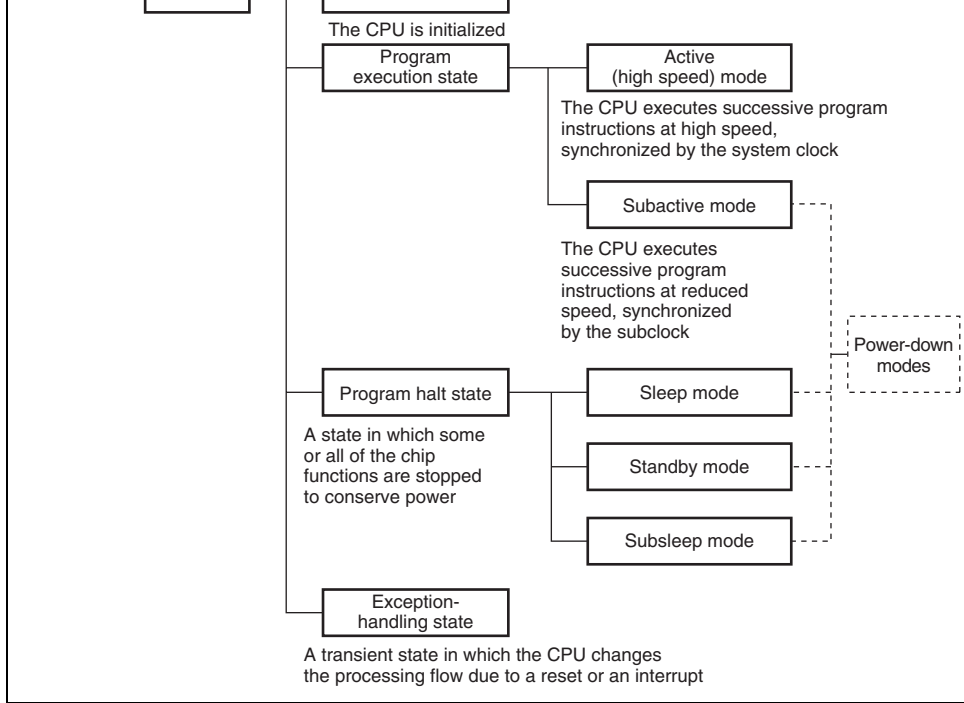 The CPU is initialized
Program
execution state
Active
(high speed) mode
The CPU executes successive program
instructions at high speed,
synchronized by the system clock
Subactive mode
The CPU executes
successive program
instructions at reduced
speed, synchronized
by the subclock
Power-down
modes
Program halt state
Sleep mode
A state in which some
or all of the chip
functions are stopped
to conserve power
Standby mode
Subsleep mode
Exception-
handling state
A transient state in which the CPU changes
the processing flow due to a reset or an interrupt